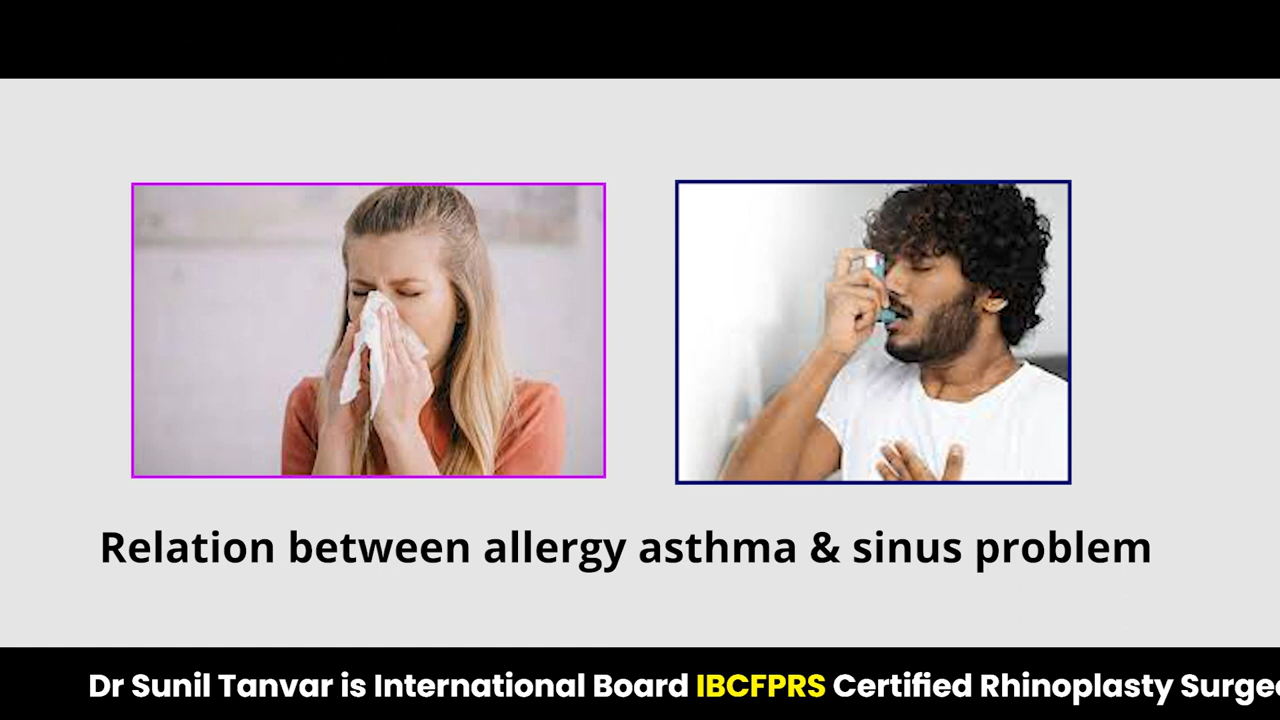 Relation between allergy asthma & sinus problem
Dr Sunil Tanvar is International Board IBCFPRS Certified Rhinoplasty